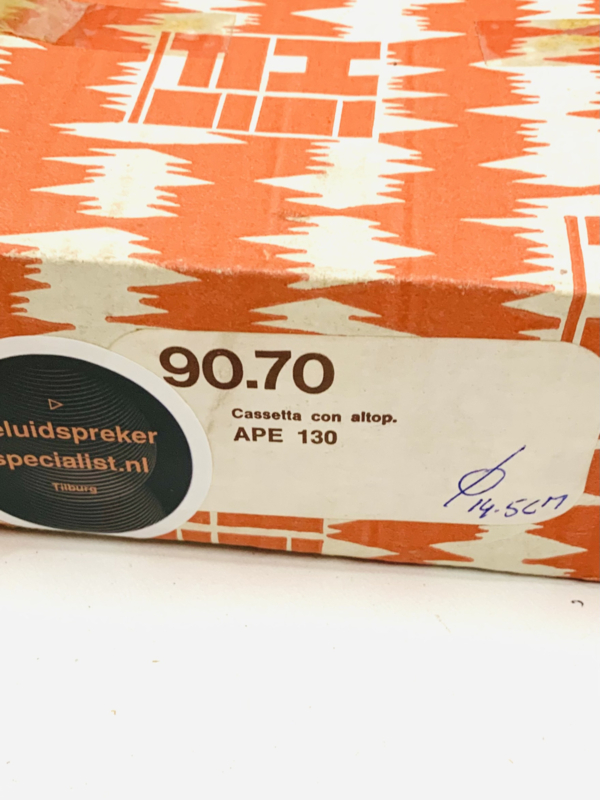 90.70
Cassetta con altop.
APE 130
eluidspreker
specialist.nl
Tilburg
Ø
14.5CM